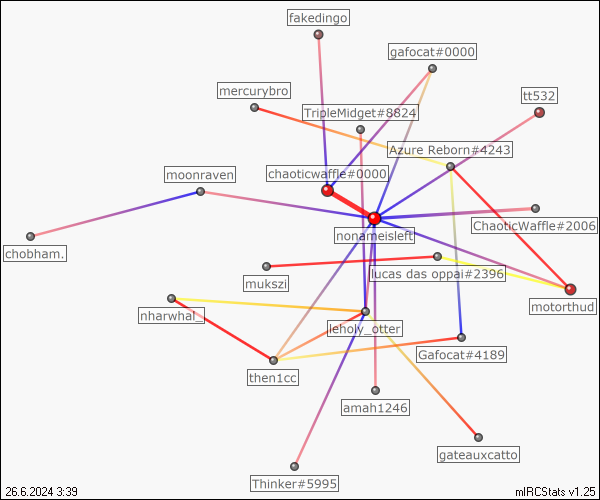 fakedingo
gafocat#0000
mercurybro
tt532
TripleMidget#8824
Azure Reborn#4243
chaoticwaffle#0000
moonraven
ChaoticWaffle#2006
nonameisleft
chobham.
lucas das oppai#2396
mukszi
motorthud
nharwhal_
leholy_otter
Gafocat#4189
then1cc
amah1246
gateauxcatto
Thinker#5995
26.6.2024 3:39
mIRCStats v1.25